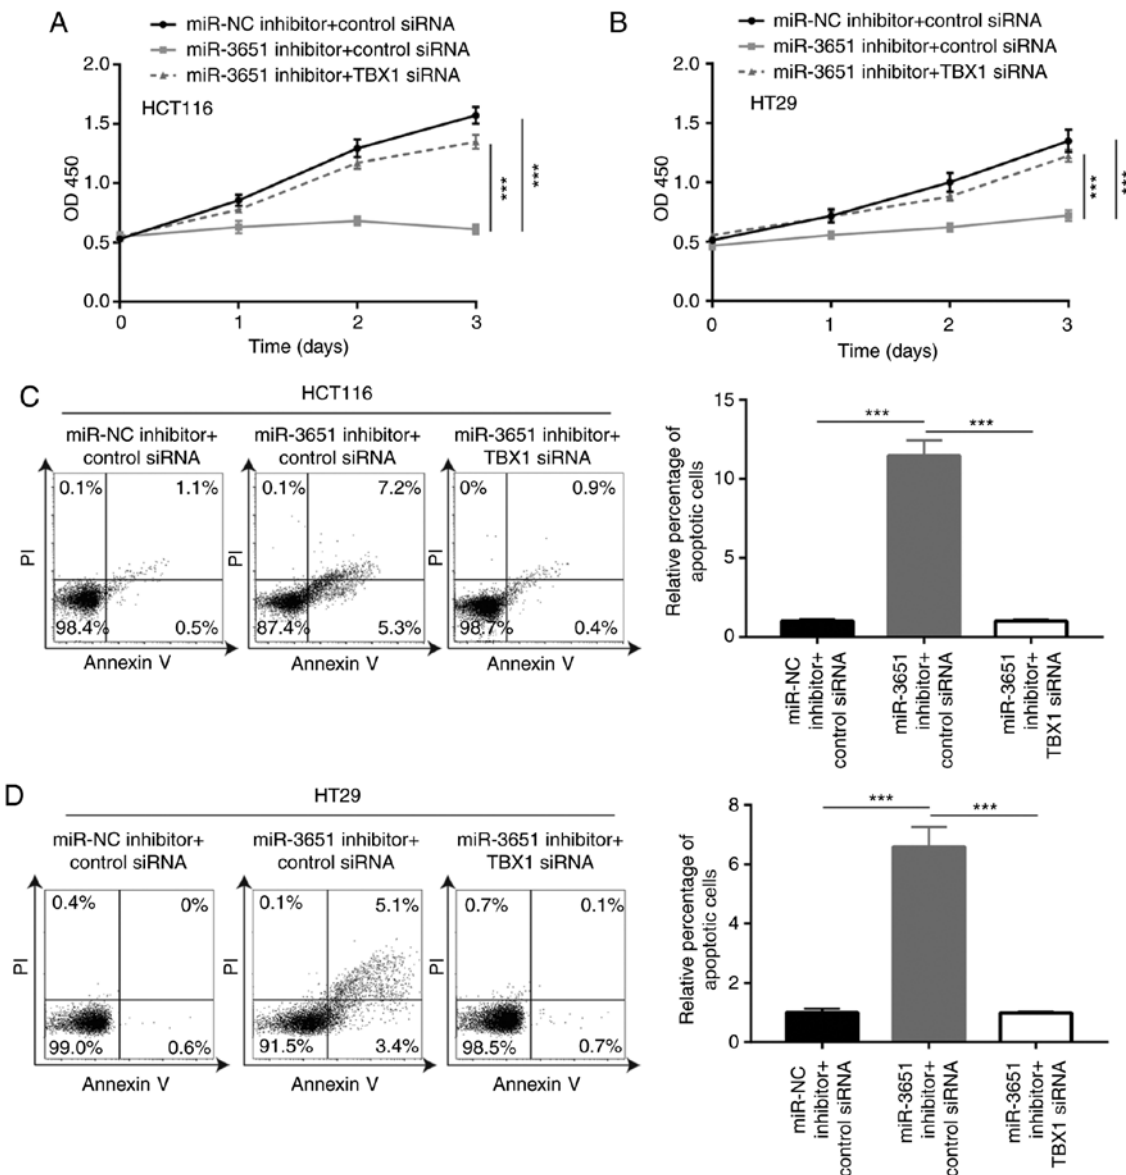 A
miR-NC inhibitor+control siRNA
miR-3651 inhibitor+control siRNA
miR-3651 inhibitor+TBX1 siRNA
HCT116
OD 450
2.0
1.5
1.0
0.5
0.0
0 1 2 3
Time (days)
***
***
B
miR-NC inhibitor+control siRNA
miR-3651 inhibitor+control siRNA
miR-3651 inhibitor+TBX1 siRNA
HT29
OD 450
2.0
1.5
1.0
0.5
0.0
0 1 2 3
Time (days)
***
***
C
HCT116
miR-NC inhibitor+
control siRNA
0.1% 1.1%
98.4% 0.5%
PI
Annexin V
miR-3651 inhibitor+
control siRNA
0.1% 7.2%
87.4% 5.3%
PI
Annexin V
miR-3651 inhibitor+
TBX1 siRNA
0% 0.9%
98.7% 0.4%
PI
Annexin V
Relative percentage of
apoptotic cells
15
10
5
0
*** ***
miR-NC
inhibitor+
control siRNA
miR-3651
inhibitor+
control siRNA
miR-3651
inhibitor+
TBX1 siRNA
D
HT29
miR-NC inhibitor+
control siRNA
0.4% 0%
99.0% 0.6%
PI
Annexin V
miR-3651 inhibitor+
control siRNA
0.1% 5.1%
91.5% 3.4%
PI
Annexin V
miR-3651 inhibitor+
TBX1 siRNA
0.7% 0.1%
98.5% 0.7%
PI
Annexin V
Relative percentage of
apoptotic cells
8
6
4
2
0
*** ***
miR-NC
inhibitor+
control siRNA
miR-3651
inhibitor+
control siRNA
miR-3651
inhibitor+
TBX1 siRNA